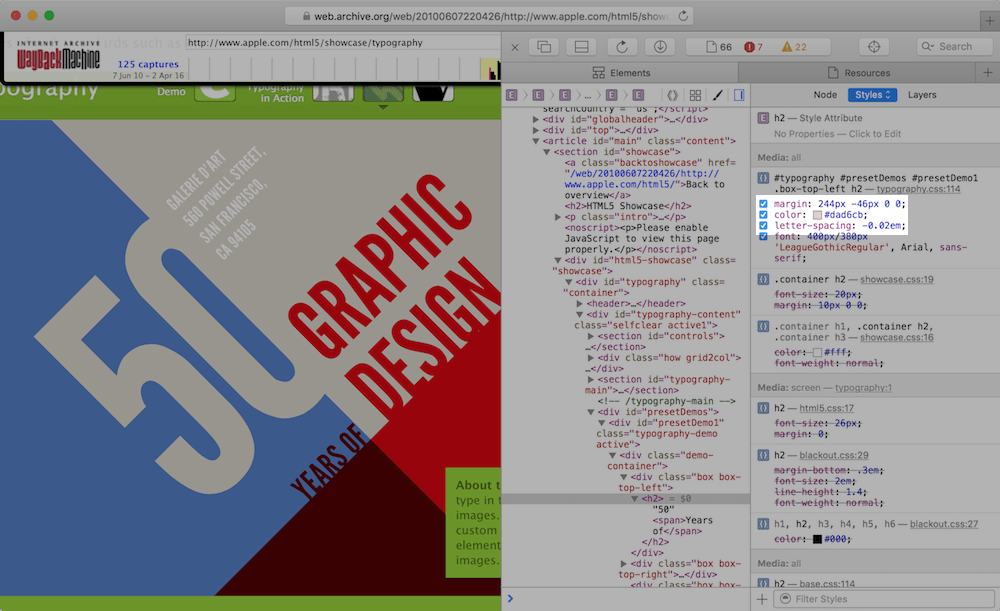 web.archive.org/web/20100607220426/http://www.apple.com/html5/showc
INTERNET ARCHIVE
WayBackMachine
http://www.apple.com/html5/showcase/typography
125 captures
7 Jun 10 – 2 Apr 16
ypography
Demo
Typography
in Action
GALERIE D'ART
560 POWELL STREET,
SAN FRANCISCO,
CA 94105
50
GRAPHIC
DESIGN
YEARS OF
About t
type in t
images.
custom
element
images.
66
7
22
Search
Elements
Resources
E
E
E
...
E
E
Node
Styles
Layers
searchCountry = 'us';</script>
<div id="globalheader">…</div>
<div id="top">…</div>
<article id="main" class="content">
<section id="showcase">
<a class="backtoshowcase" href=
"/web/20100607220426/http://
www.apple.com/html5/">Back to
overview</a>
<h2>HTML5 Showcase</h2>
<p class="intro">…</p>
<noscript><p>Please enable
JavaScript to view this page
properly.</p></noscript>
<div id="html5-showcase" class=
"showcase">
<div id="typography" class=
"container">
<header>…</header>
<div id="typography-content"
class="selfclear active1">
<section id="controls">
…</section>
<div class="how grid2col">…
</div>
<section id="typography-
main">…</section>
<!-- /typography-main -->
<div id="presetDemos">
<div id="presetDemo1"
class="typography-demo
active">
<div class="demo-
container">
<div class="box box-
top-left">
<h2> = $0
"50"
<span>Years
of</span>
</h2>
</div>
<div class="box box-
top-right">…</div>
<div class="box box-
E h2 — Style Attribute
No Properties — Click to Edit
Media: all
#typography #presetDemos #presetDemo1
.box-top-left h2 — typography.css:114
margin: 244px -46px 0 0;
color: #dad6cb;
letter-spacing: -0.02em;
font: 400px/380px
'LeagueGothicRegular', Arial, sans-
serif;
.container h2 — showcase.css:19
font-size: 20px;
margin: 10px 0 0;
.container h1, .container h2,
.container h3 — showcase.css:16
color: #fff;
font-weight: normal;
Media: screen — typography:1
h2 — html5.css:17
font-size: 26px;
margin: 0;
h2 — blackout.css:29
margin-bottom: .3em;
font-size: 2em;
line-height: 1.4;
font-weight: normal;
h1, h2, h3, h4, h5, h6 — blackout.css:27
color: #000;
Media: all
h2 — base.css:114
Filter Styles